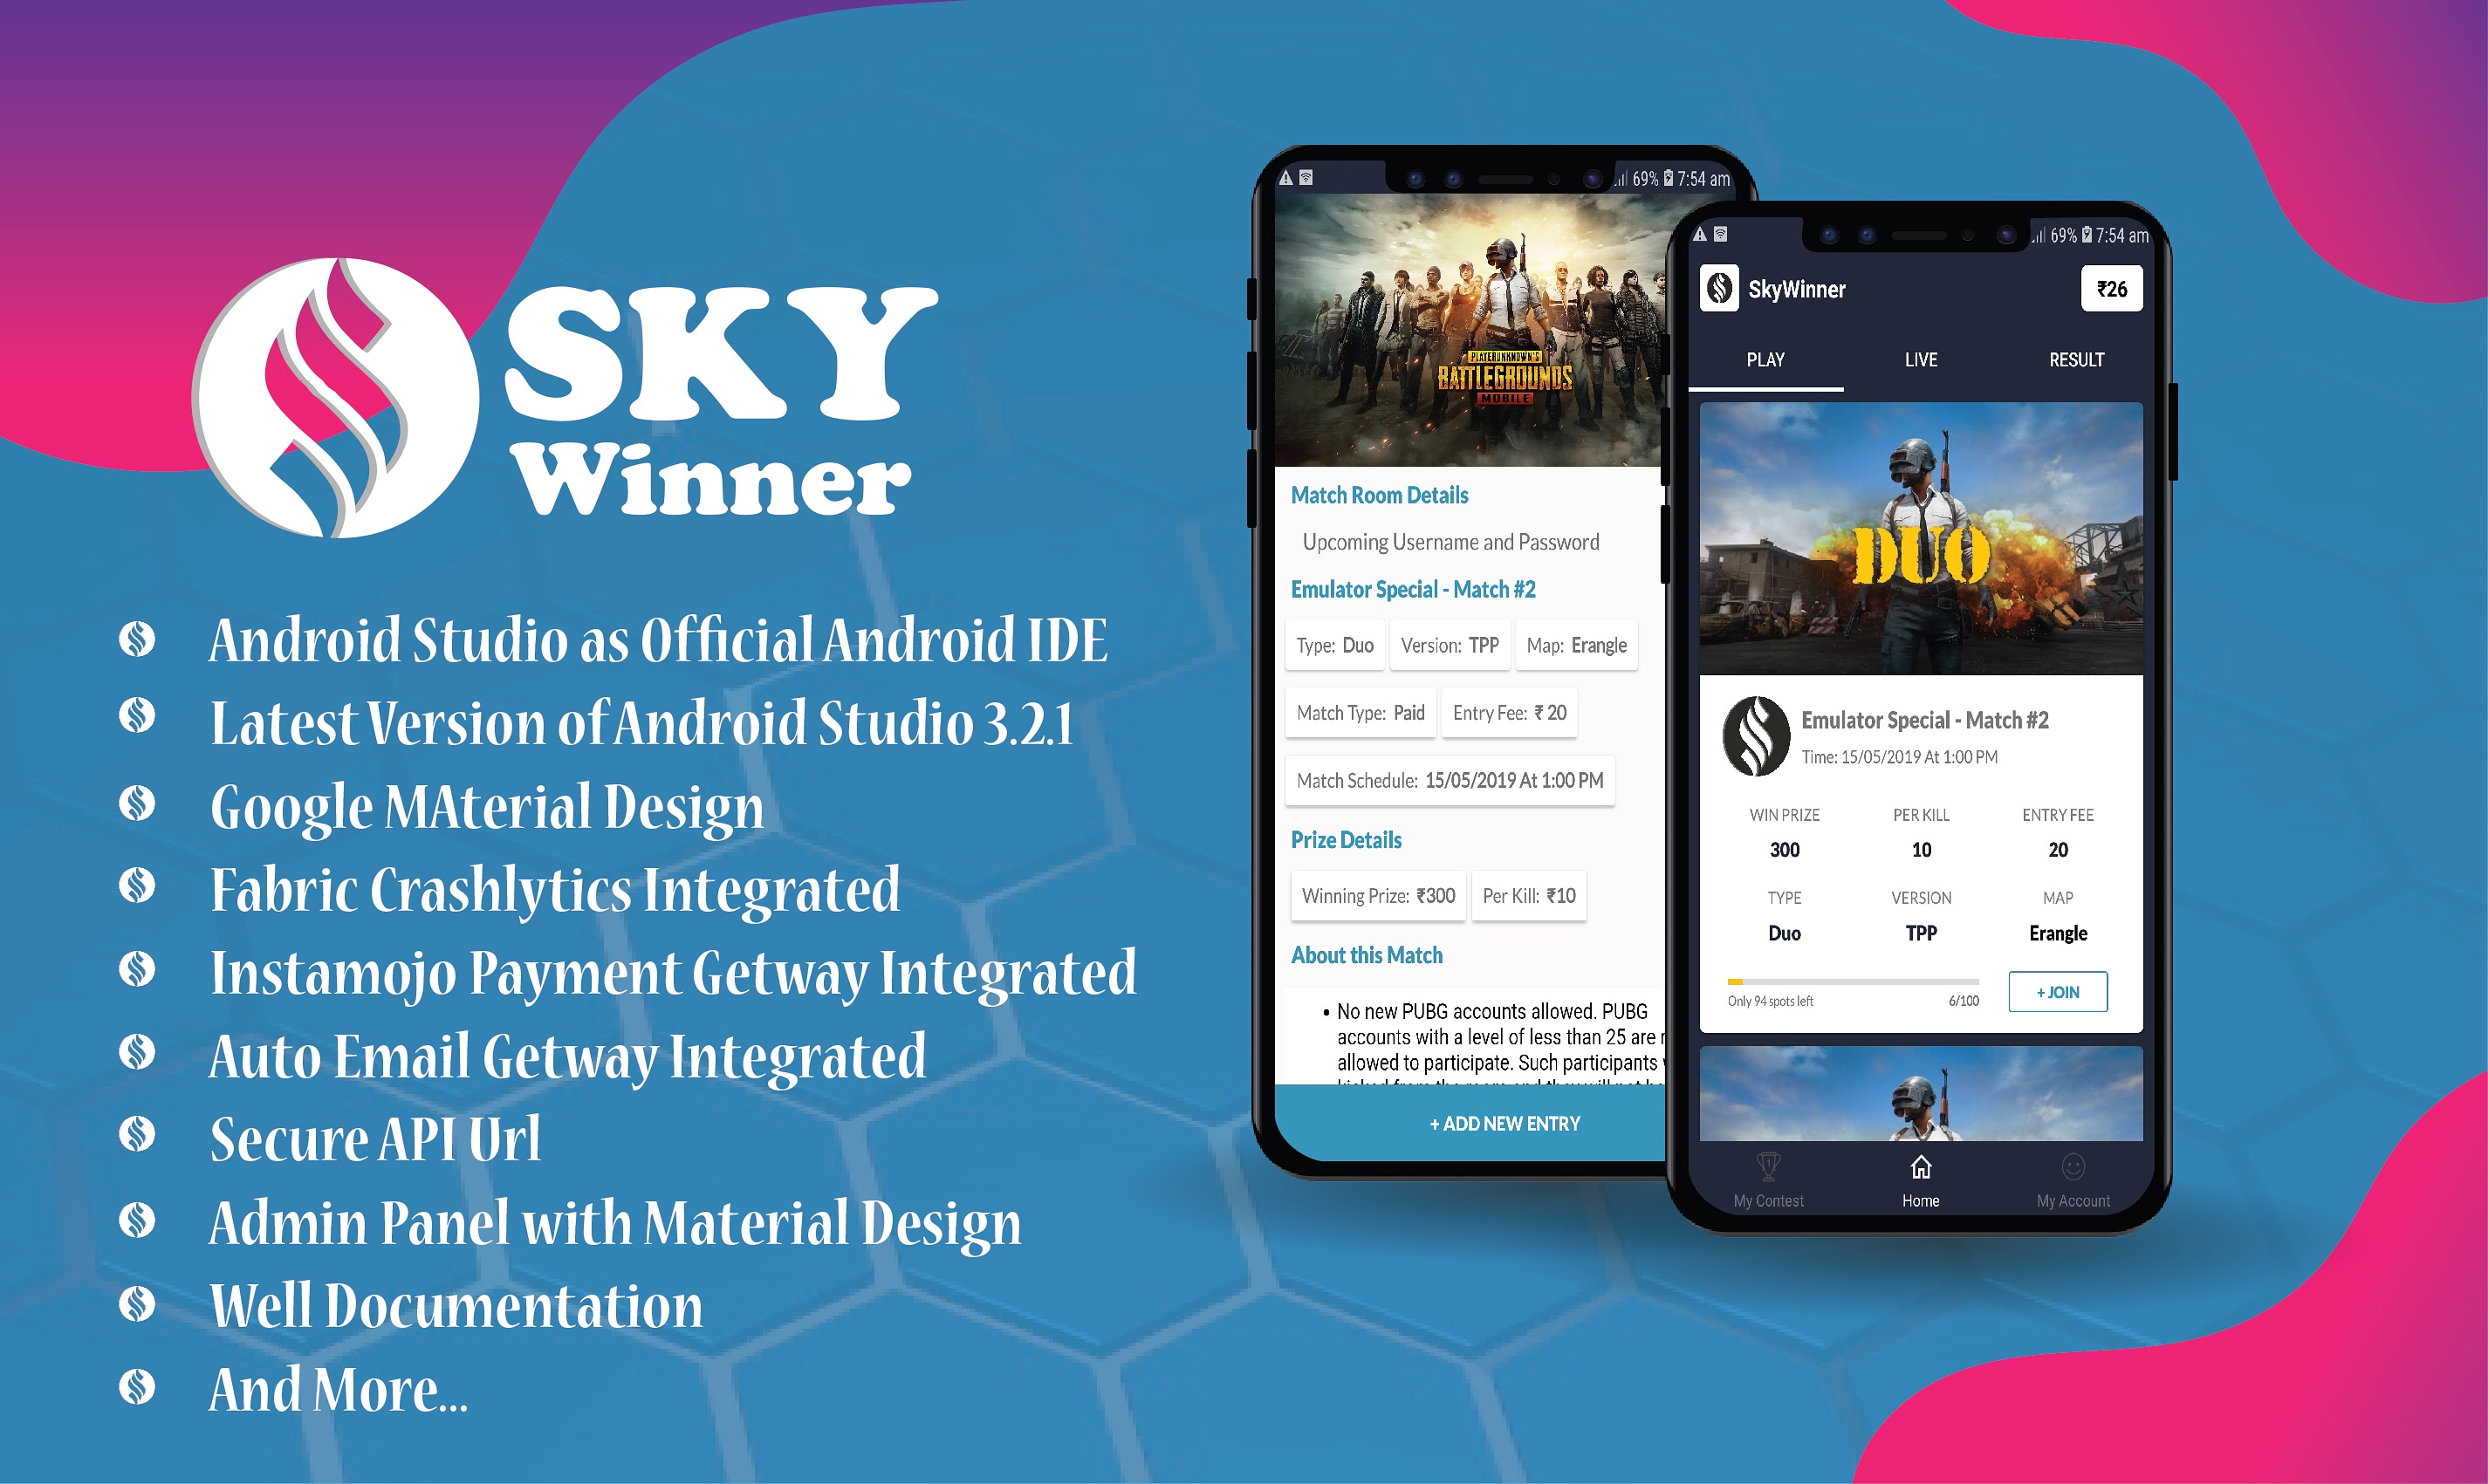 SKY
Winner
Android Studio as Official Android IDE
Latest Version of Android Studio 3.2.1
Google MAterial Design
Fabric Crashlytics Integrated
Instamojo Payment Getway Integrated
Auto Email Getway Integrated
Secure API Url
Admin Panel with Material Design
Well Documentation
And More...
69% 7:54 am
PLAYERUNKNOWN'S
BATTLEGROUNDS
MOBILE
Match Room Details
Upcoming Username and Password
Emulator Special - Match #2
Type: Duo Version: TPP Map: Erangle
Match Type: Paid Entry Fee: ₹ 20
Match Schedule: 15/05/2019 At 1:00 PM
Prize Details
Winning Prize: ₹300 Per Kill: ₹10
About this Match
• No new PUBG accounts allowed. PUBG
accounts with a level of less than 25 are
allowed to participate. Such participants
+ ADD NEW ENTRY
69% 7:54 am
SkyWinner ₹26
PLAY LIVE RESULT
DUO
Emulator Special - Match #2
Time: 15/05/2019 At 1:00 PM
WIN PRIZE PER KILL ENTRY FEE
300 10 20
TYPE VERSION MAP
Duo TPP Erangle
Only 94 spots left 6/100 + JOIN
My Contest Home My Account